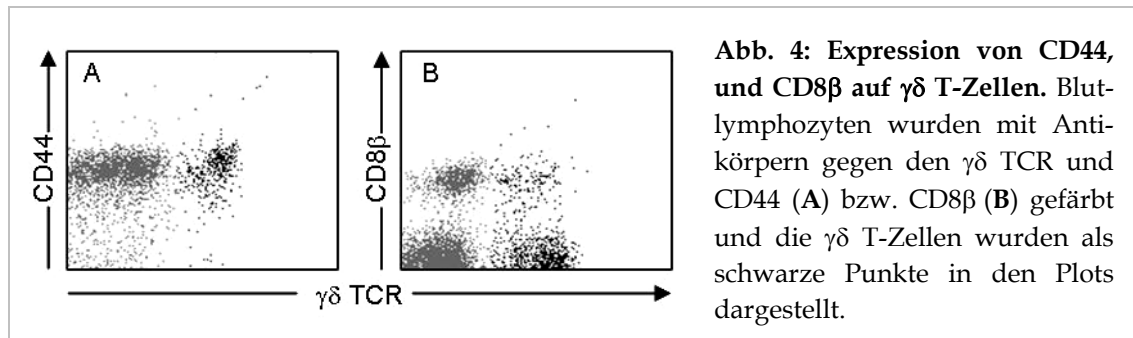 A
CD44
B
CD8β
γδ TCR
Abb. 4: Expression von CD44,
und CD8β auf γδ T-Zellen. Blut-
lymphozyten wurden mit Anti-
körpern gegen den γδ TCR und
CD44 (A) bzw. CD8β (B) gefärbt
und die γδ T-Zellen wurden als
schwarze Punkte in den Plots
dargestellt.